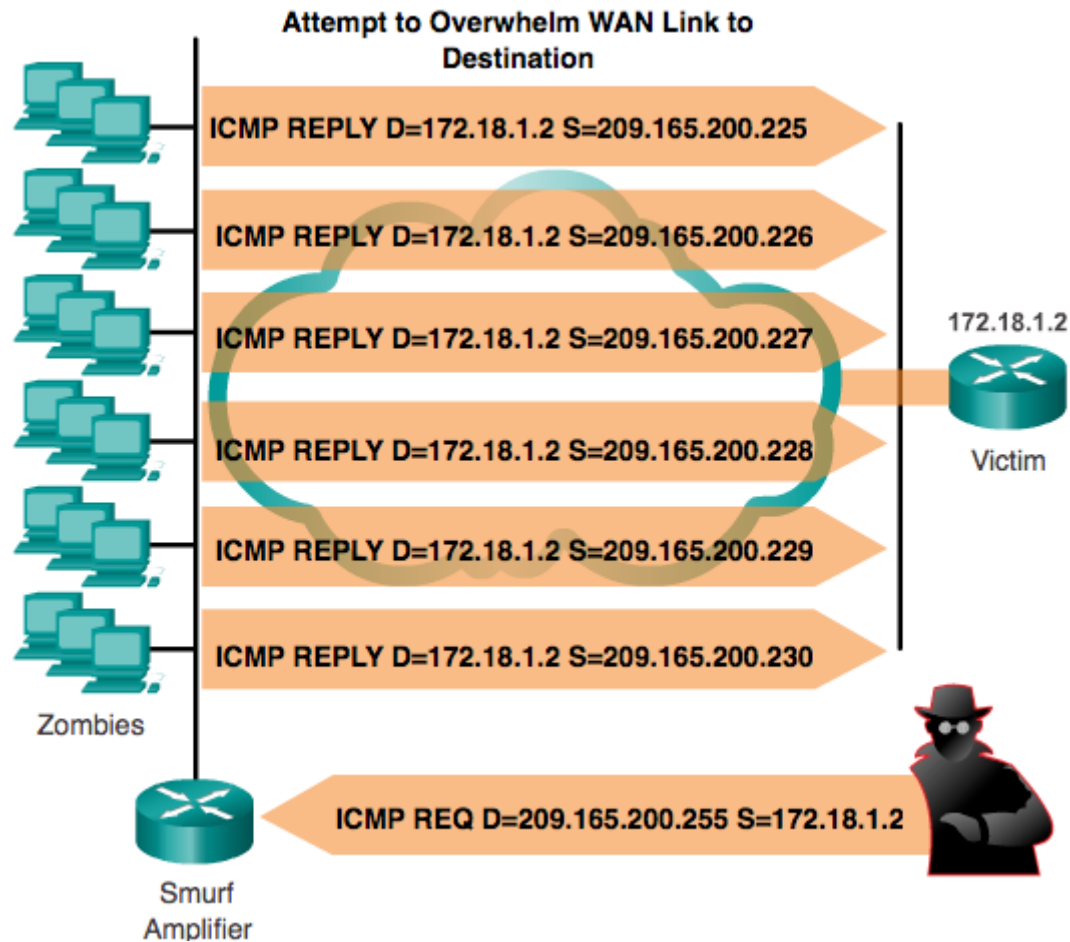 Attempt to Overwhelm WAN Link to
Destination
ICMP REPLY D=172.18.1.2 S=209.165.200.225
ICMP REPLY D=172.18.1.2 S=209.165.200.226
ICMP REPLY D=172.18.1.2 S=209.165.200.227
172.18.1.2
ICMP REPLY D=172.18.1.2 S=209.165.200.228
Victim
ICMP REPLY D=172.18.1.2 S=209.165.200.229
ICMP REPLY D=172.18.1.2 S=209.165.200.230
Zombies
ICMP REQ D=209.165.200.255 S=172.18.1.2
Smurf
Amplifier